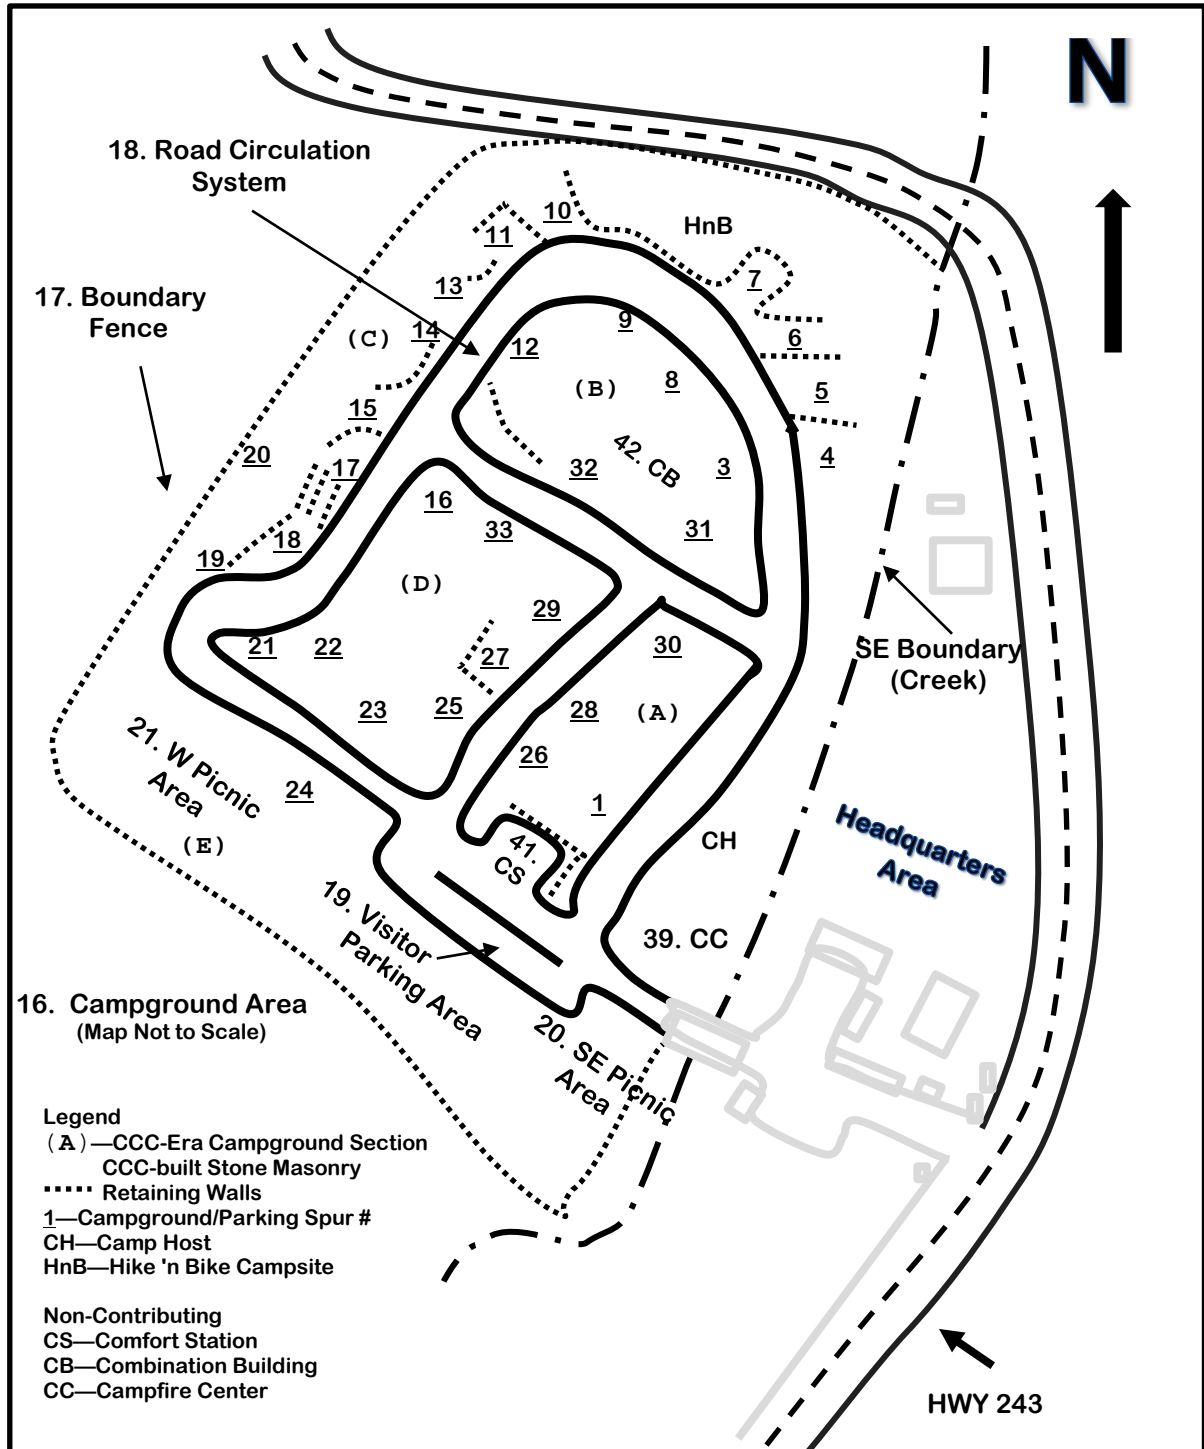 N
18. Road Circulation
System
10
HnB
11
7
13
17. Boundary
Fence
(C)
14
9
12
6
(B)
8
5
15
42. CB
20
17
32
3
4
16
31
18
33
19
(D)
29
21
22
27
30
SE Boundary
(Creek)
23
25
28
(A)
21. W Picnic
Area
26
24
1
(E)
41.
CS
CH
Headquarters
Area
19. Visitor
Parking Area
39. CC
16. Campground Area
(Map Not to Scale)
20. SE Picnic
Area
Legend
(A)—CCC-Era Campground Section
CCC-built Stone Masonry
Retaining Walls
1—Campground/Parking Spur #
CH—Camp Host
HnB—Hike 'n Bike Campsite
Non-Contributing
CS—Comfort Station
CB—Combination Building
CC—Campfire Center
HWY 243